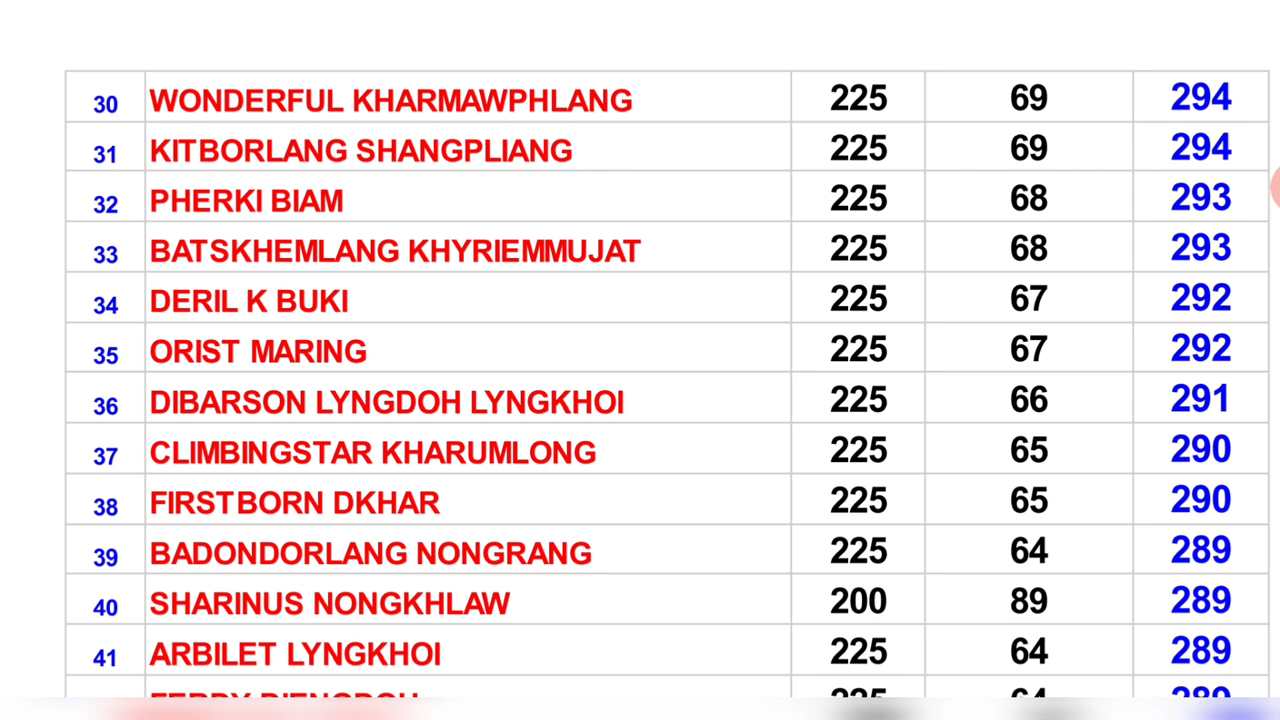 30 WONDERFUL KHARMAWPHLANG 225 69 294
31 KITBORLANG SHANGPLIANG 225 69 294
32 PHERKI BIAM 225 68 293
33 BATSKHEMLANG KHYRIEMMUJAT 225 68 293
34 DERIL K BUKI 225 67 292
35 ORIST MARING 225 67 292
36 DIBARSON LYNGDOH LYNGKHOI 225 66 291
37 CLIMBINGSTAR KHARUMLONG 225 65 290
38 FIRSTBORN DKHAR 225 65 290
39 BADONDORLANG NONGRANG 225 64 289
40 SHARINUS NONGKHLAW 200 89 289
41 ARBILET LYNGKHOI 225 64 289